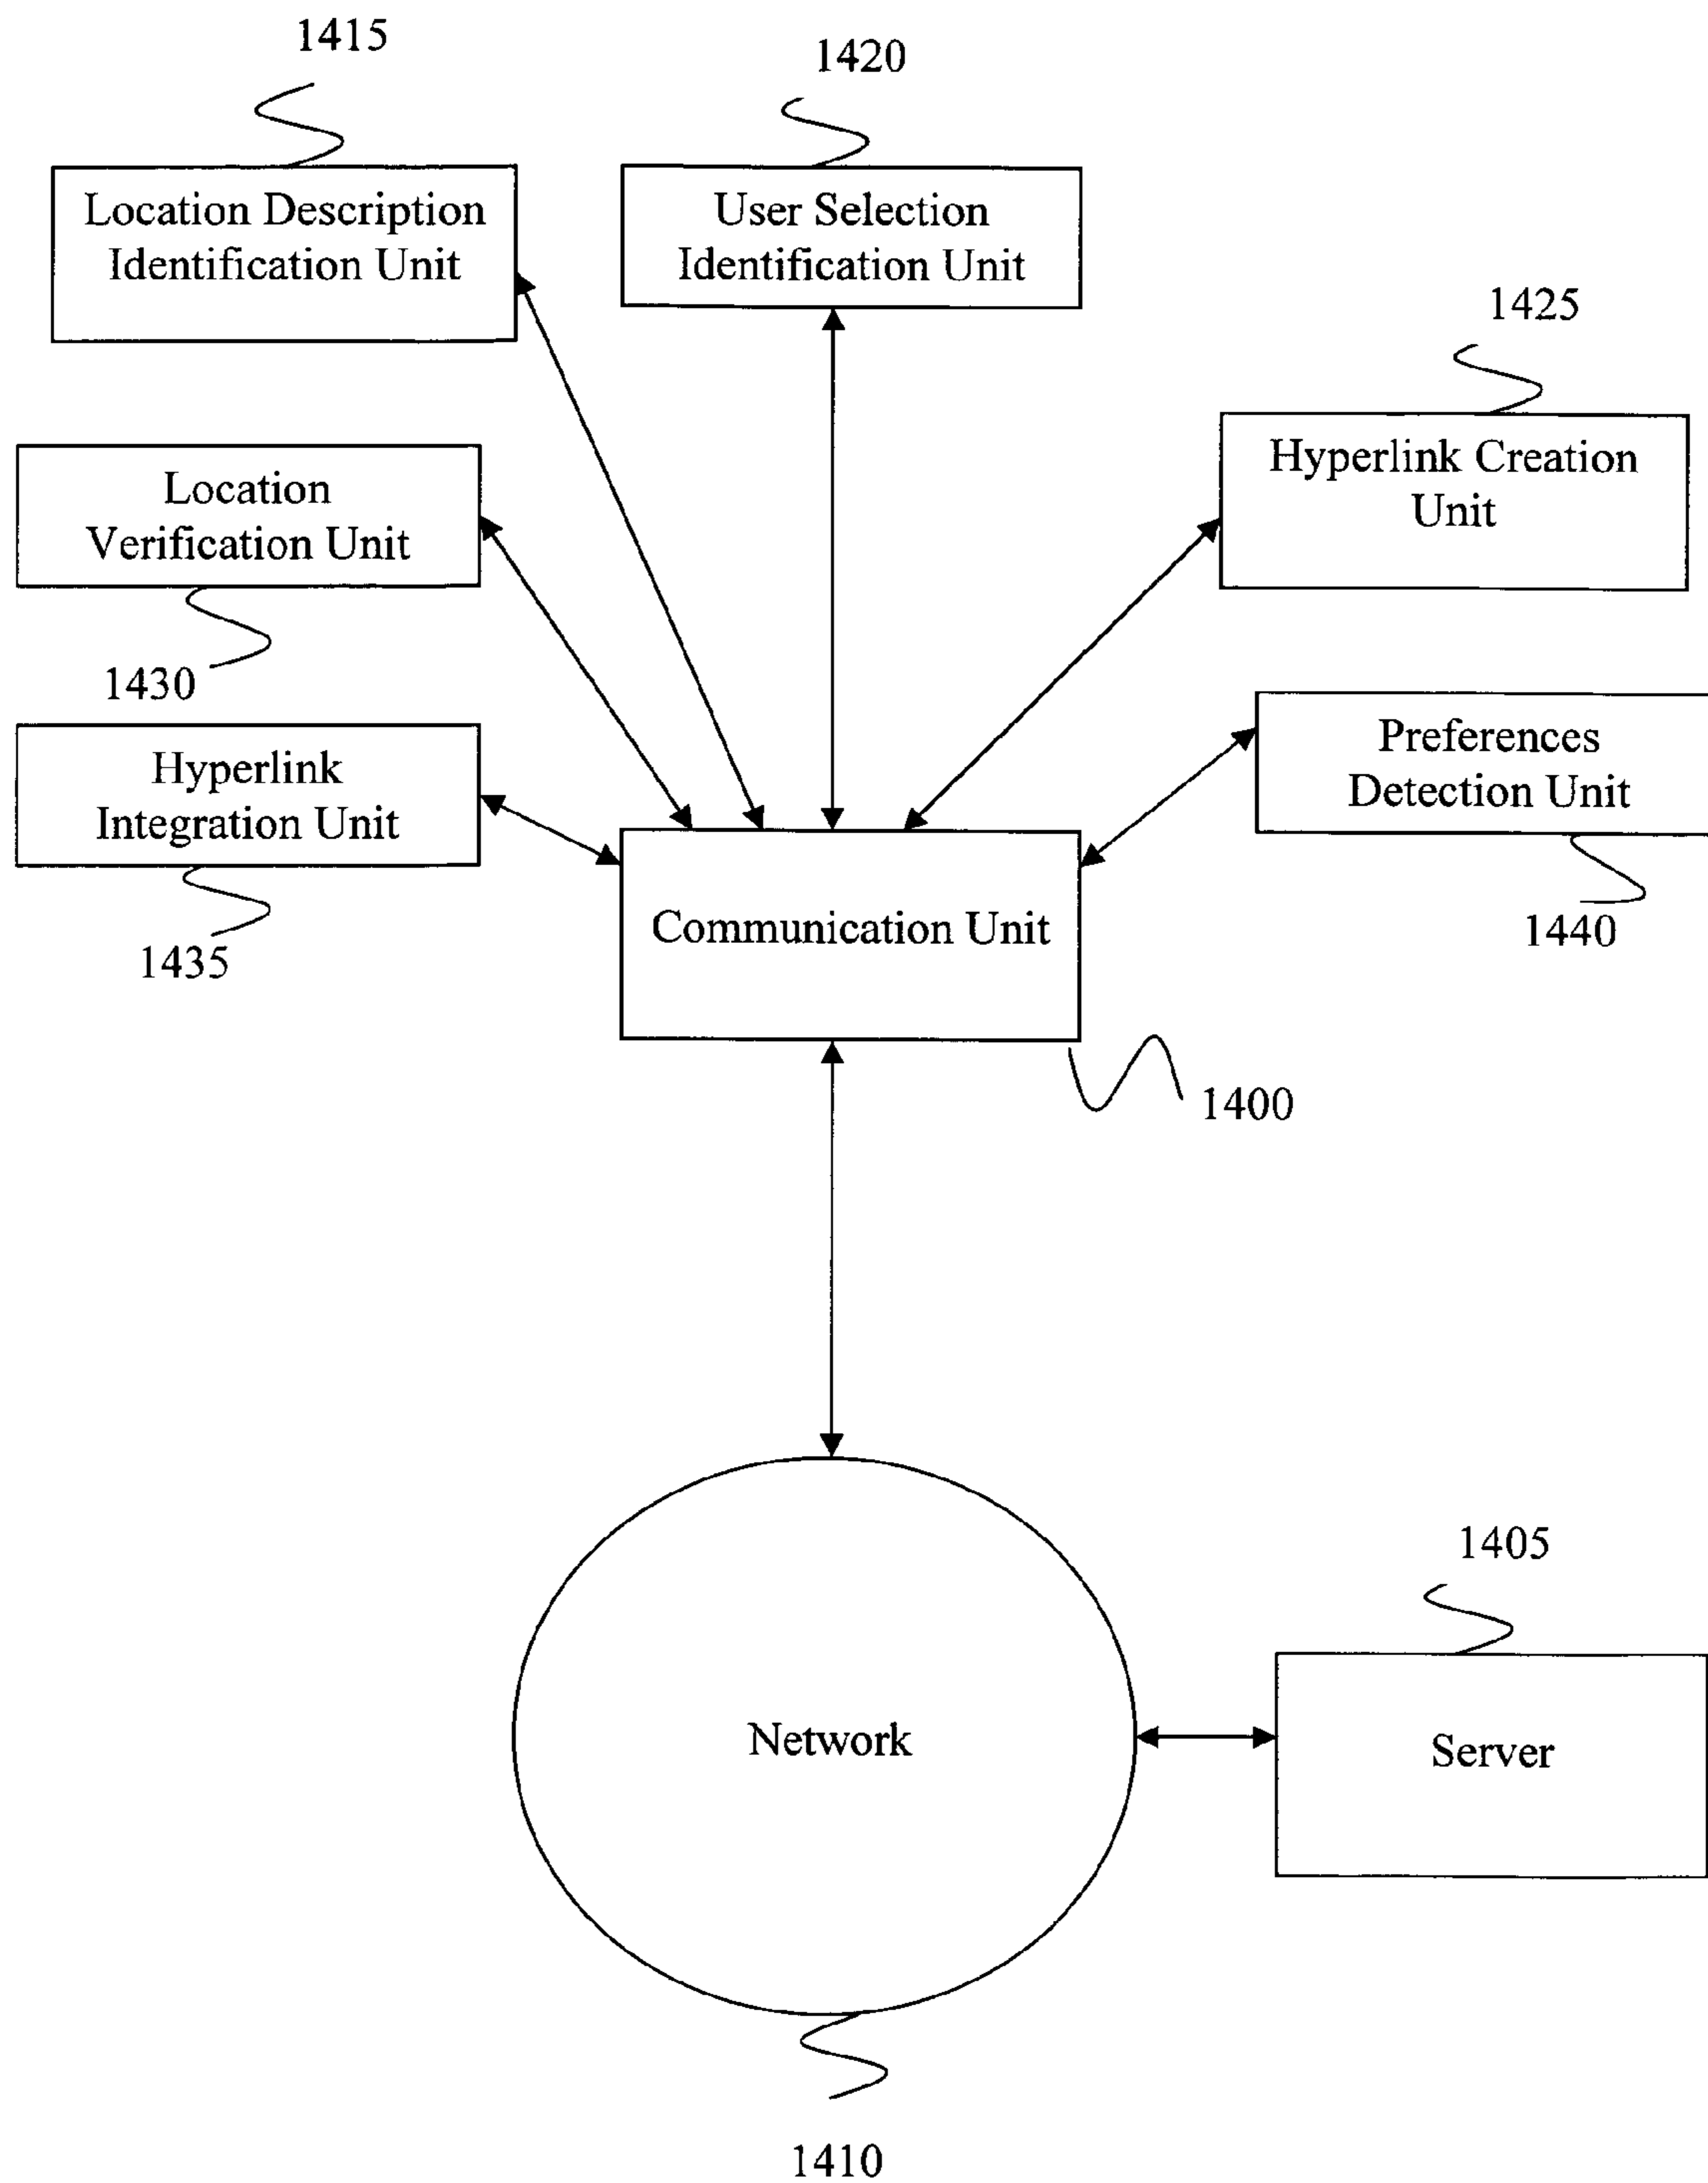 1415
1420
Location Description
Identification Unit
User Selection
Identification Unit
1425
Hyperlink Creation
Unit
Location
Verification Unit
1430
Preferences
Detection Unit
Hyperlink
Integration Unit
1440
1435
Communication Unit
1400
1405
Network
Server
1410